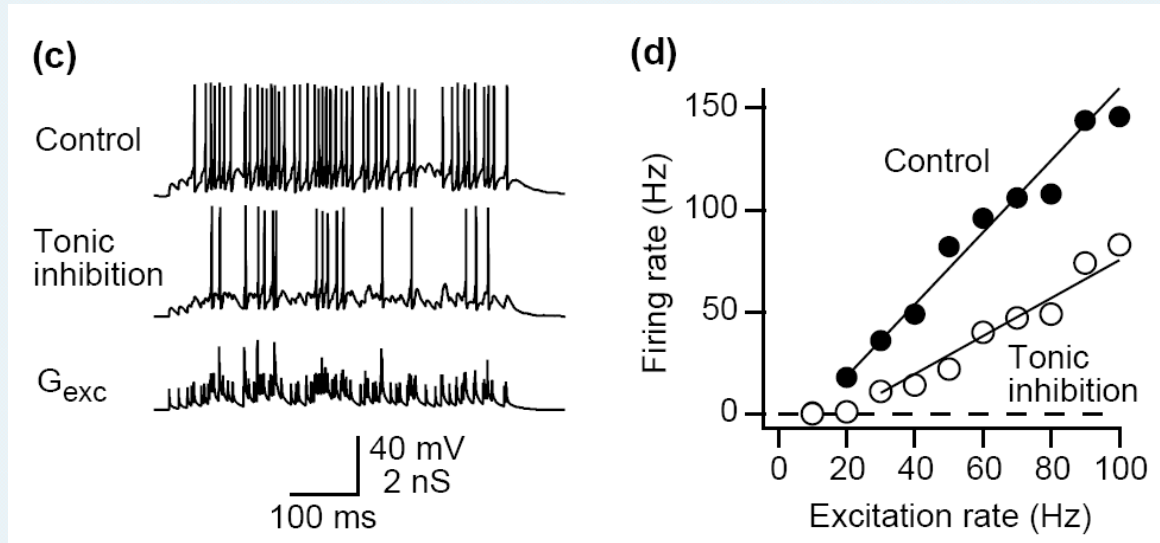 (c)
Control
Tonic
inhibition
G_exc
40 mV
2 nS
100 ms
(d)
Firing rate (Hz)
150
100
50
0
Control
Tonic
inhibition
0 20 40 60 80 100
Excitation rate (Hz)